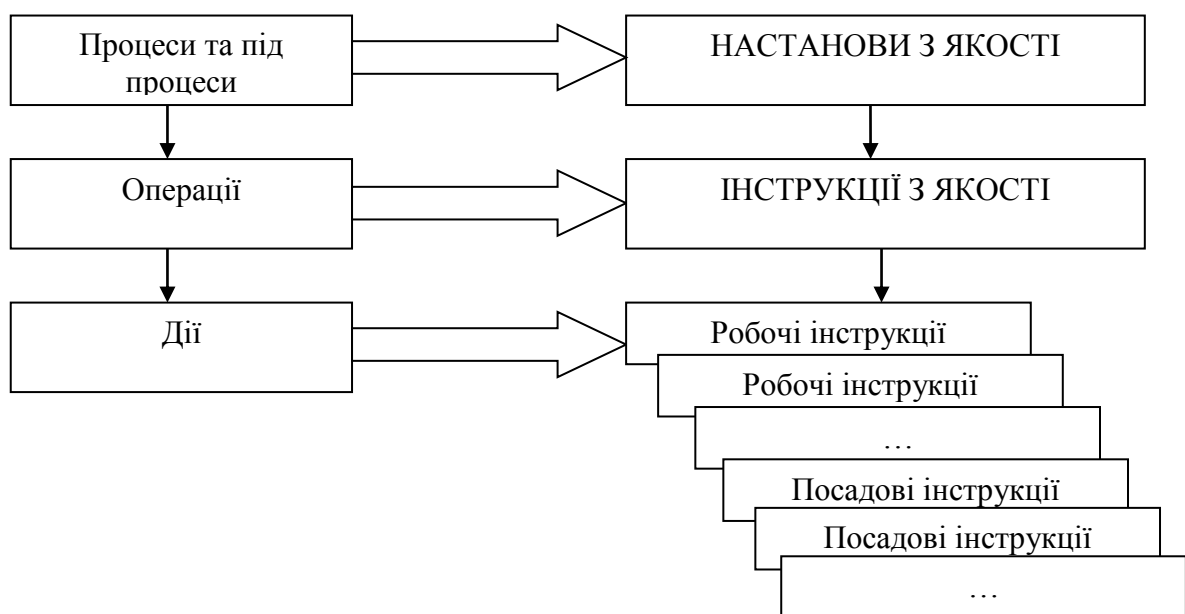 Процеси та під
процеси
НАСТАНОВИ З ЯКОСТІ
Операції
ІНСТРУКЦІЇ З ЯКОСТІ
Дії
Робочі інструкції
Робочі інструкції
…
Посадові інструкції
Посадові інструкції
…